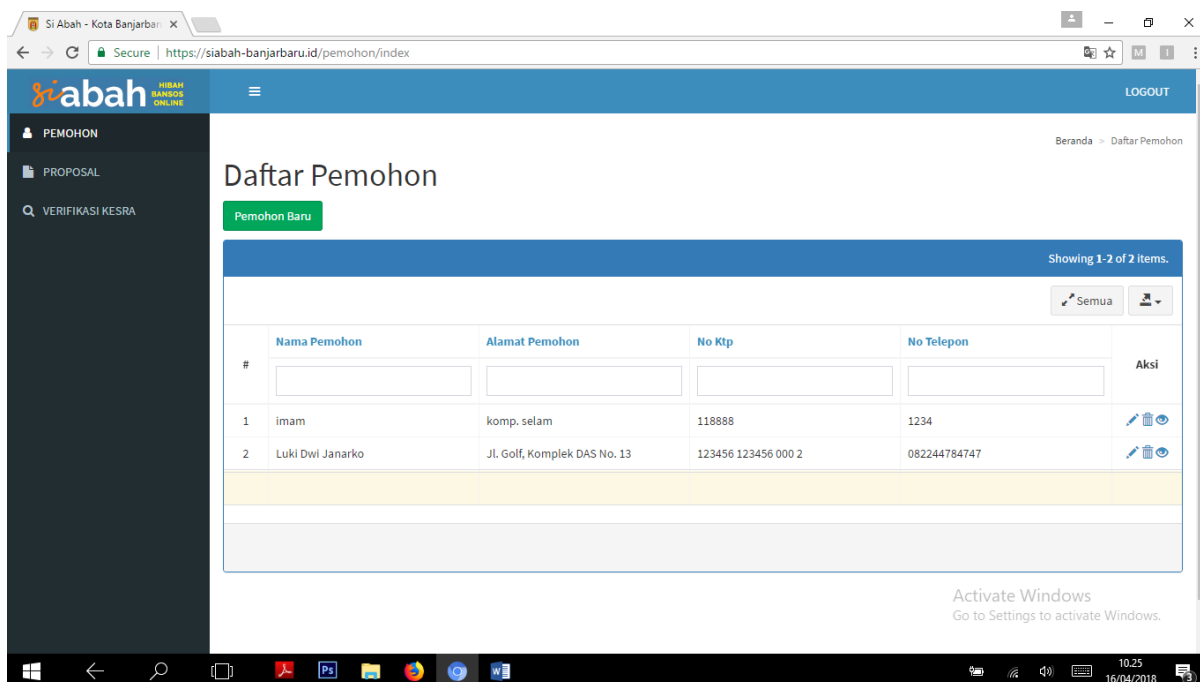 Si Abah - Kota Banjarbar
Secure | https://siabah-banjarbaru.id/pemohon/index
M
I
siabah HIBAH BANSOS ONLINE
LOGOUT
PEMOHON
PROPOSAL
VERIFIKASI KESRA
Beranda > Daftar Pemohon
Daftar Pemohon
Pemohon Baru
Showing 1-2 of 2 items.
Semua
# Nama Pemohon Alamat Pemohon No Ktp No Telepon Aksi
1 imam komp. selam 118888 1234
2 Luki Dwi Janarko Jl. Golf, Komplek DAS No. 13 123456 123456 000 2 082244784747
Activate Windows
Go to Settings to activate Windows.
Ps
W
10.25
16/04/2018
3